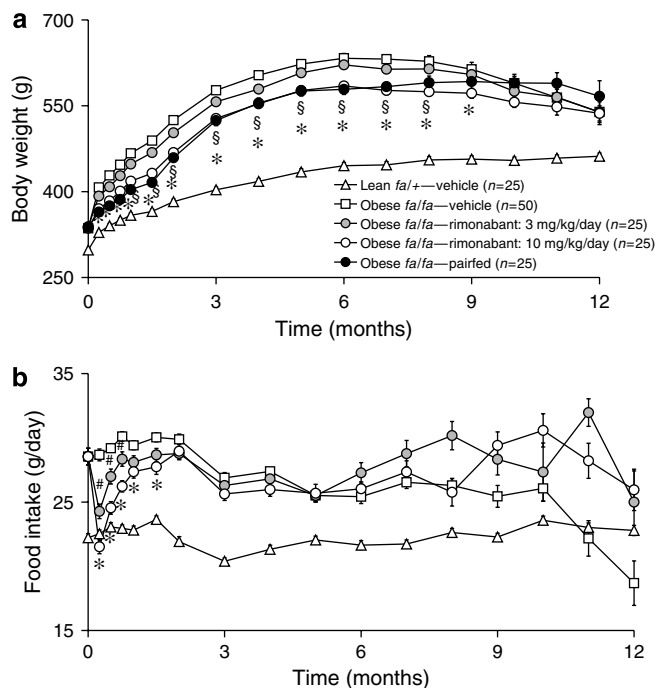 a
700
550
400
250
Body weight (g)
§ § § § § § § § §
* * * * * * * * * * * * *
Lean fa/+—vehicle (n=25)
Obese fa/fa—vehicle (n=50)
Obese fa/fa—rimonabant: 3 mg/kg/day (n=25)
Obese fa/fa—rimonabant: 10 mg/kg/day (n=25)
Obese fa/fa—pairfed (n=25)
0 3 6 9 12
Time (months)
b
35
25
15
Food intake (g/day)
# # #
* * * * *
0 3 6 9 12
Time (months)